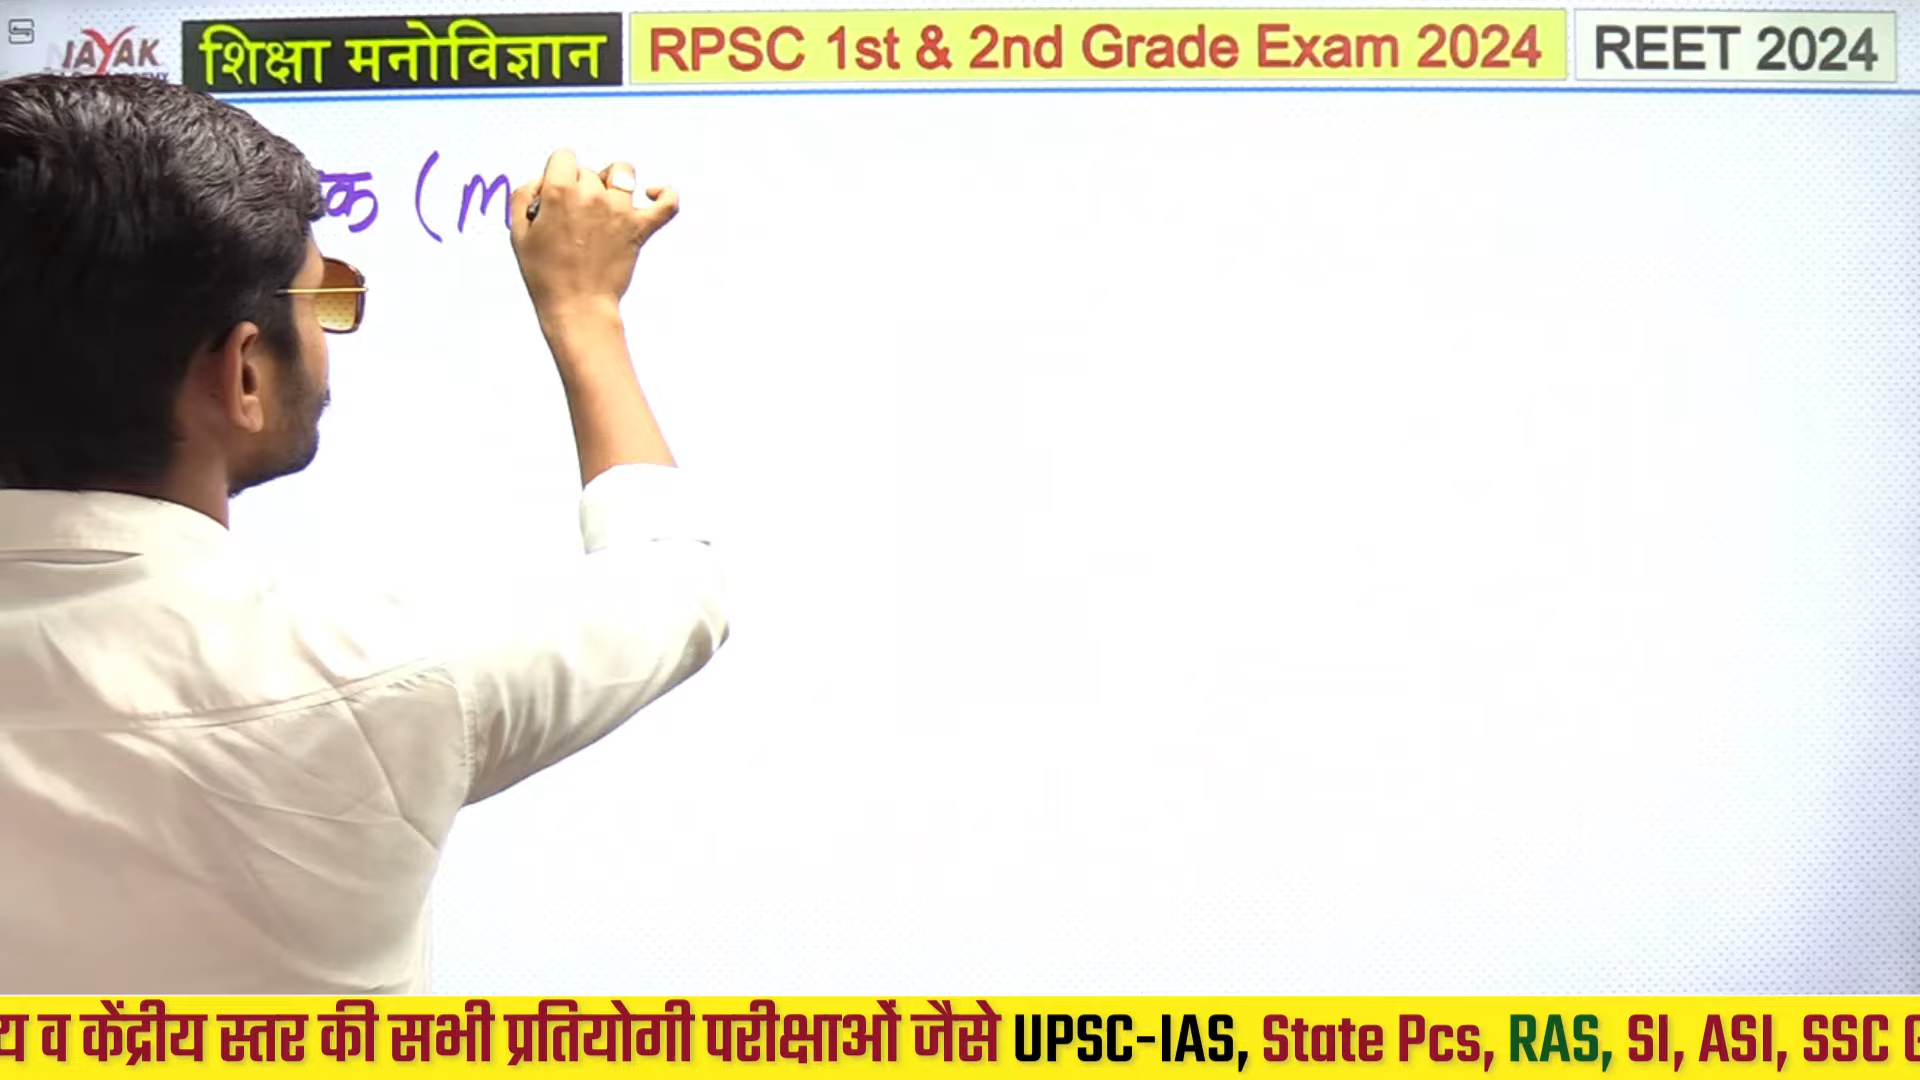 शिक्षा मनोविज्ञान RPSC 1st & 2nd Grade Exam 2024 REET 2024
क (m
व केंद्रीय स्तर की सभी प्रतियोगी परीक्षाओं जैसे UPSC-IAS, State Pcs, RAS, SI, ASI, SSC